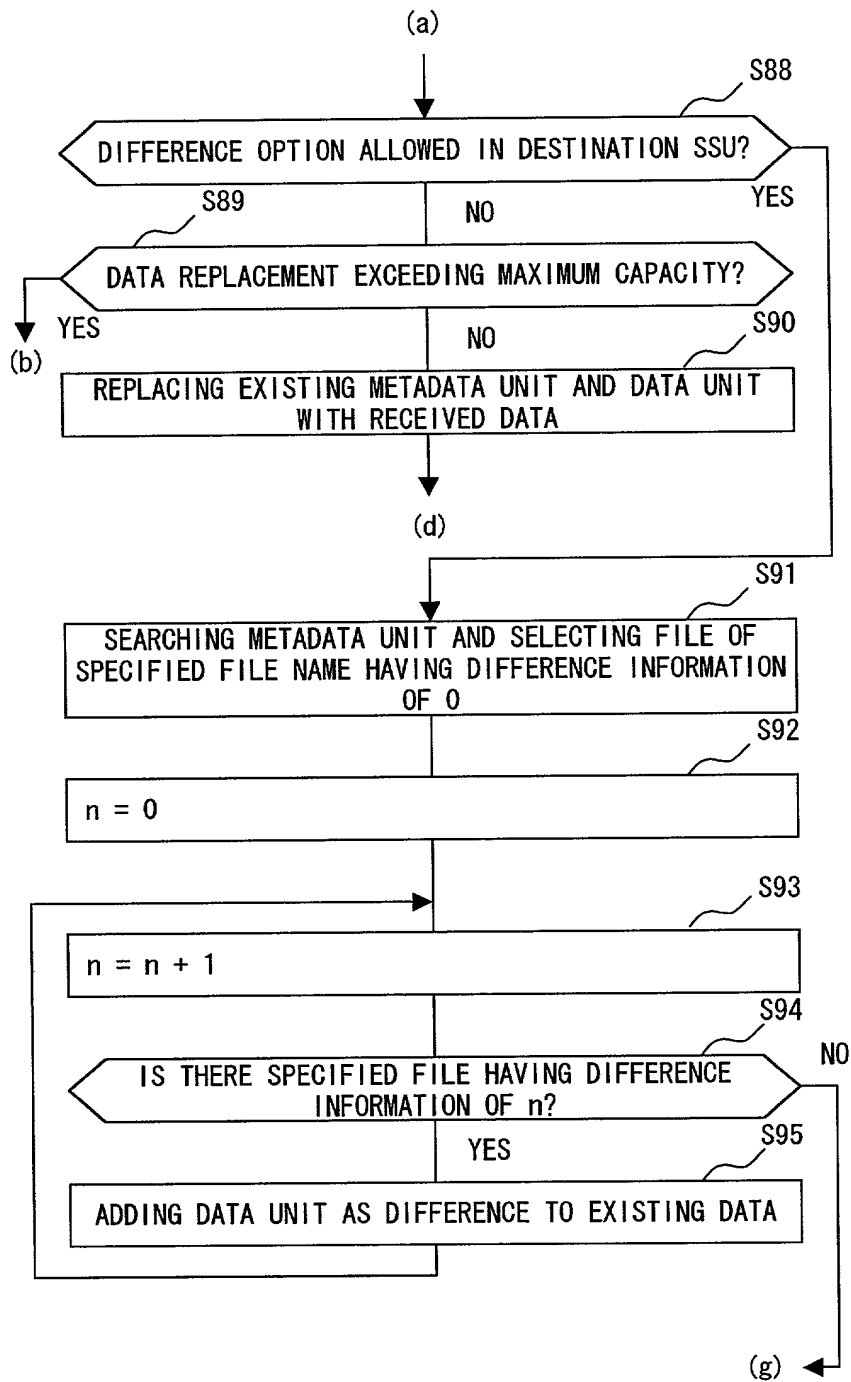 (a)
S88
DIFFERENCE OPTION ALLOWED IN DESTINATION SSU?
YES
S89
NO
DATA REPLACEMENT EXCEEDING MAXIMUM CAPACITY?
YES
(b)
NO
S90
REPLACING EXISTING METADATA UNIT AND DATA UNIT
WITH RECEIVED DATA
(d)
S91
SEARCHING METADATA UNIT AND SELECTING FILE OF
SPECIFIED FILE NAME HAVING DIFFERENCE INFORMATION
OF 0
S92
n = 0
S93
n = n + 1
S94
NO
IS THERE SPECIFIED FILE HAVING DIFFERENCE
INFORMATION OF n?
YES
S95
ADDING DATA UNIT AS DIFFERENCE TO EXISTING DATA
(g)